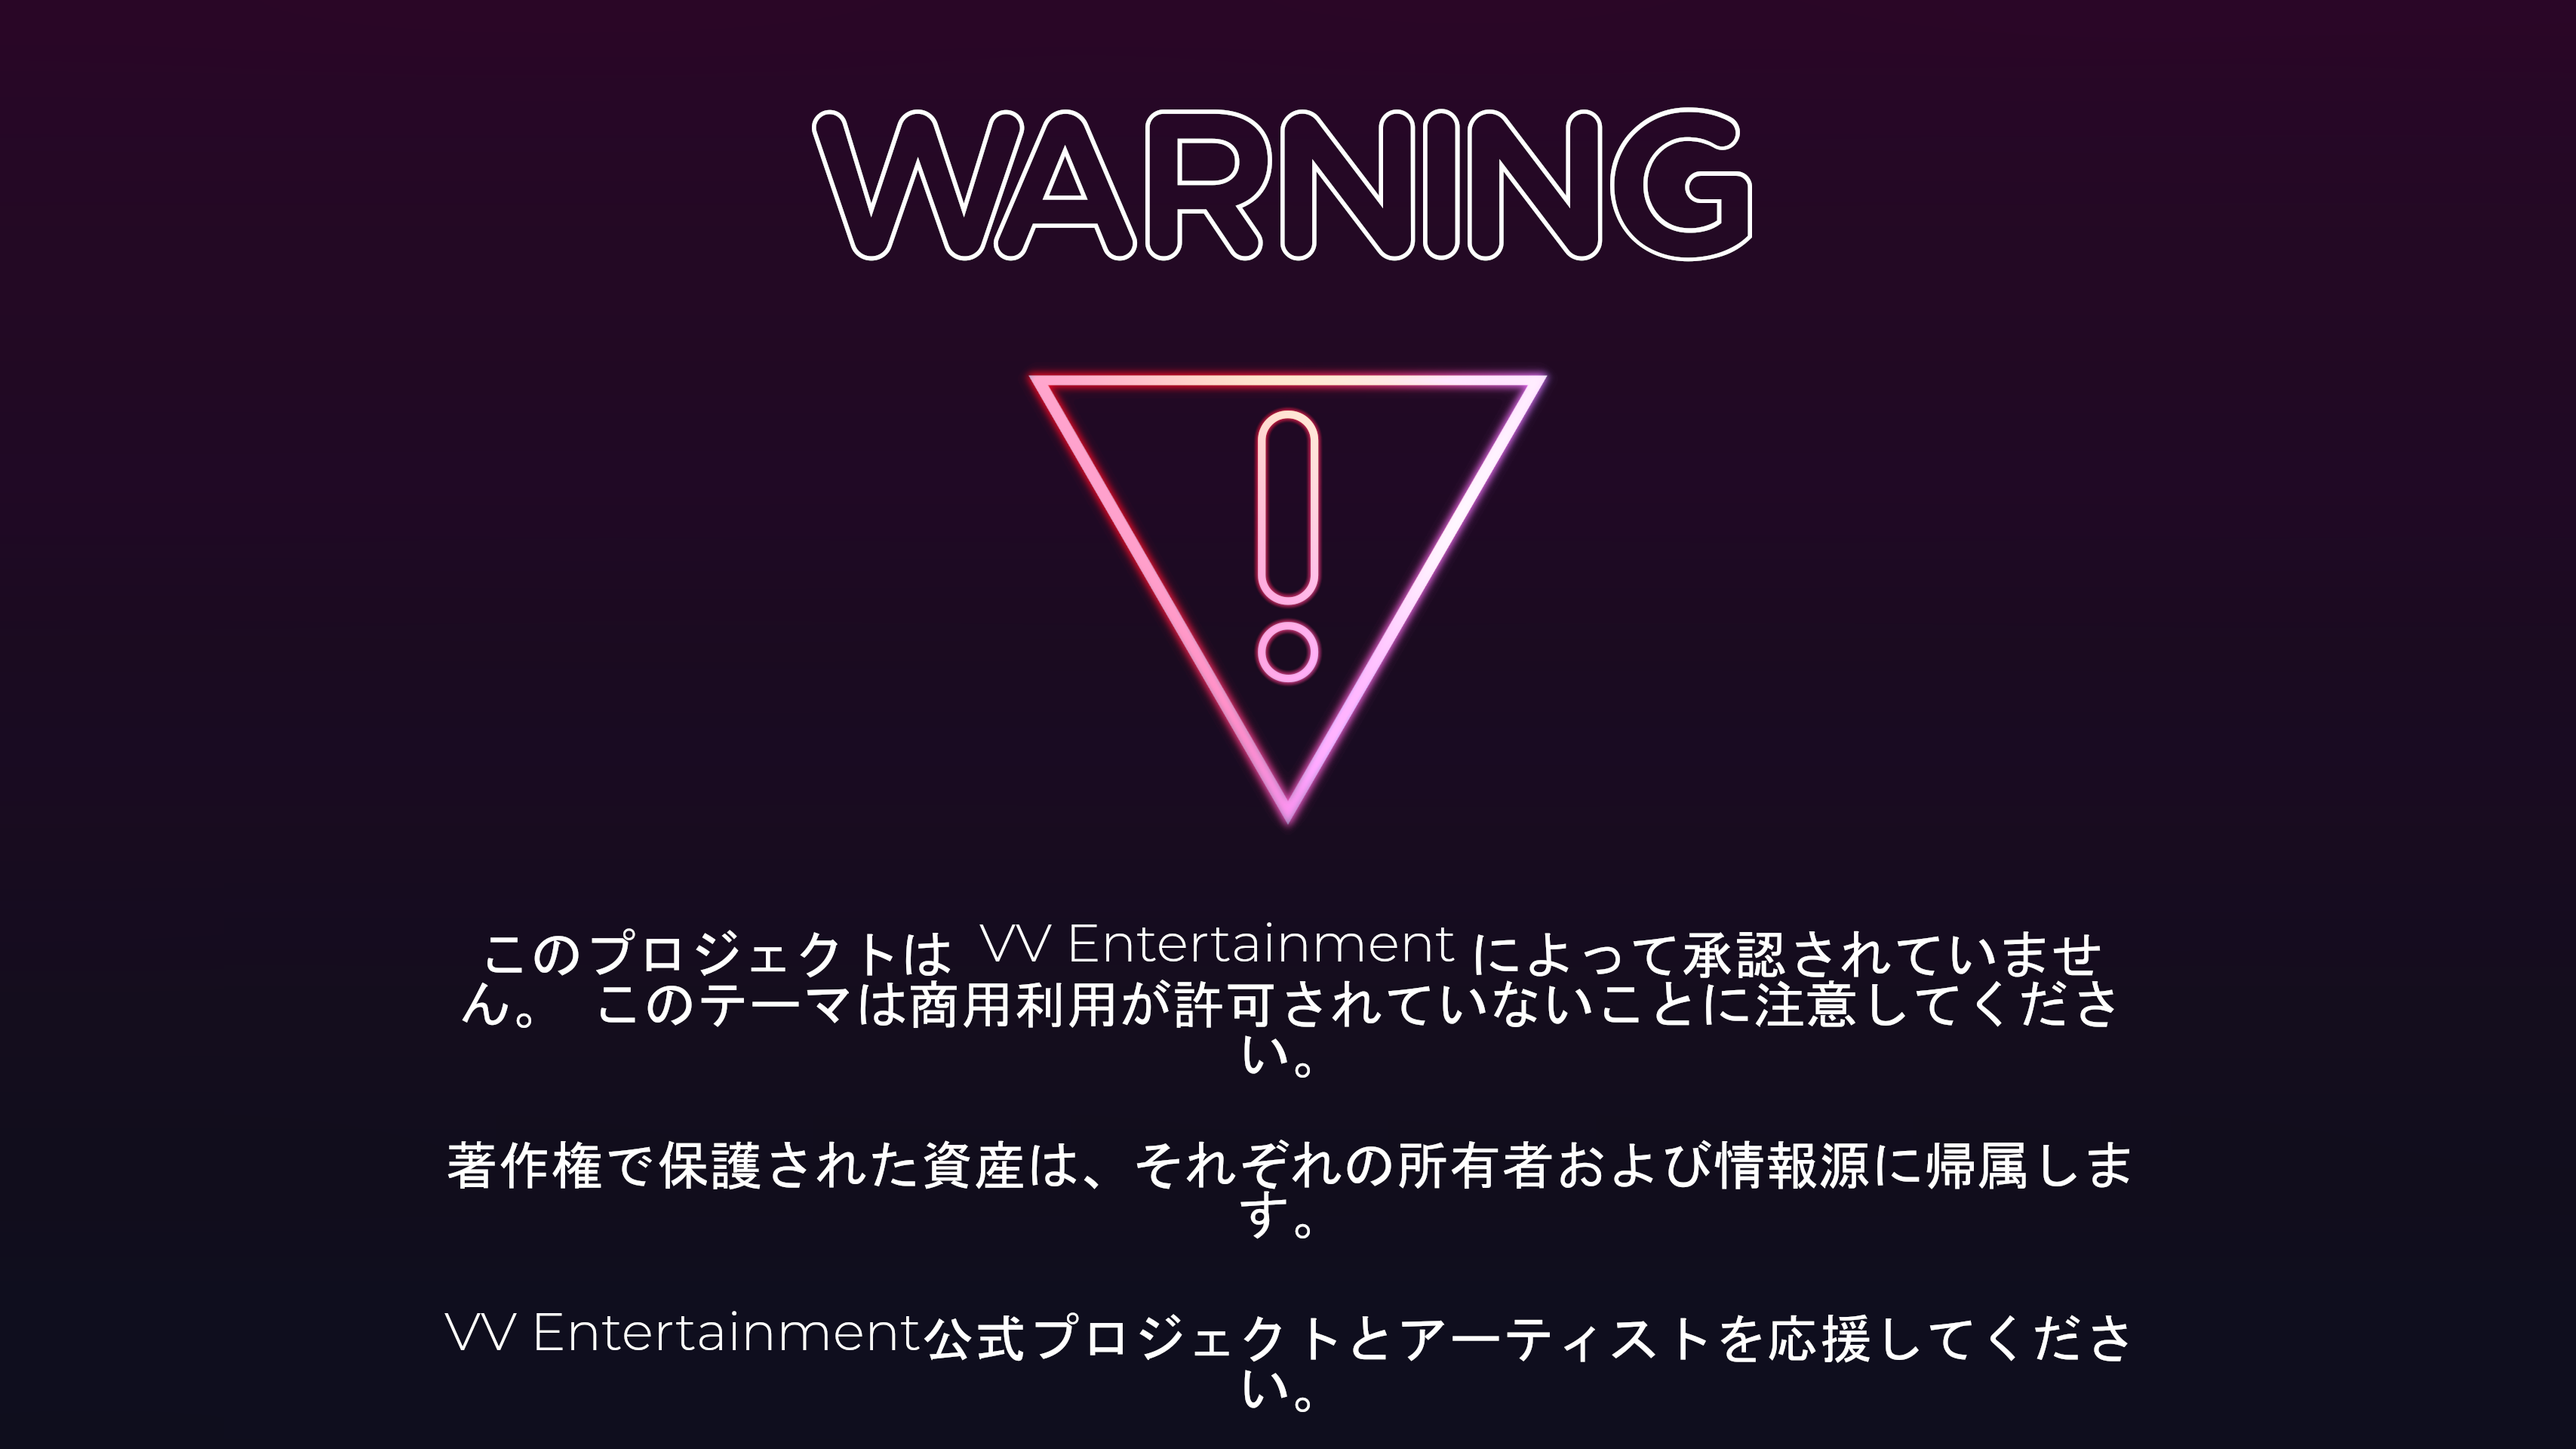 WARNING
このプロジェクトは VV Entertainment によって承認されていませ
ん。 このテーマは商用利用が許可されていないことに注意してくださ
い。
著作権で保護された資産は、それぞれの所有者および情報源に帰属しま
す。
VV Entertainment公式プロジェクトとアーティストを応援してくださ
い。